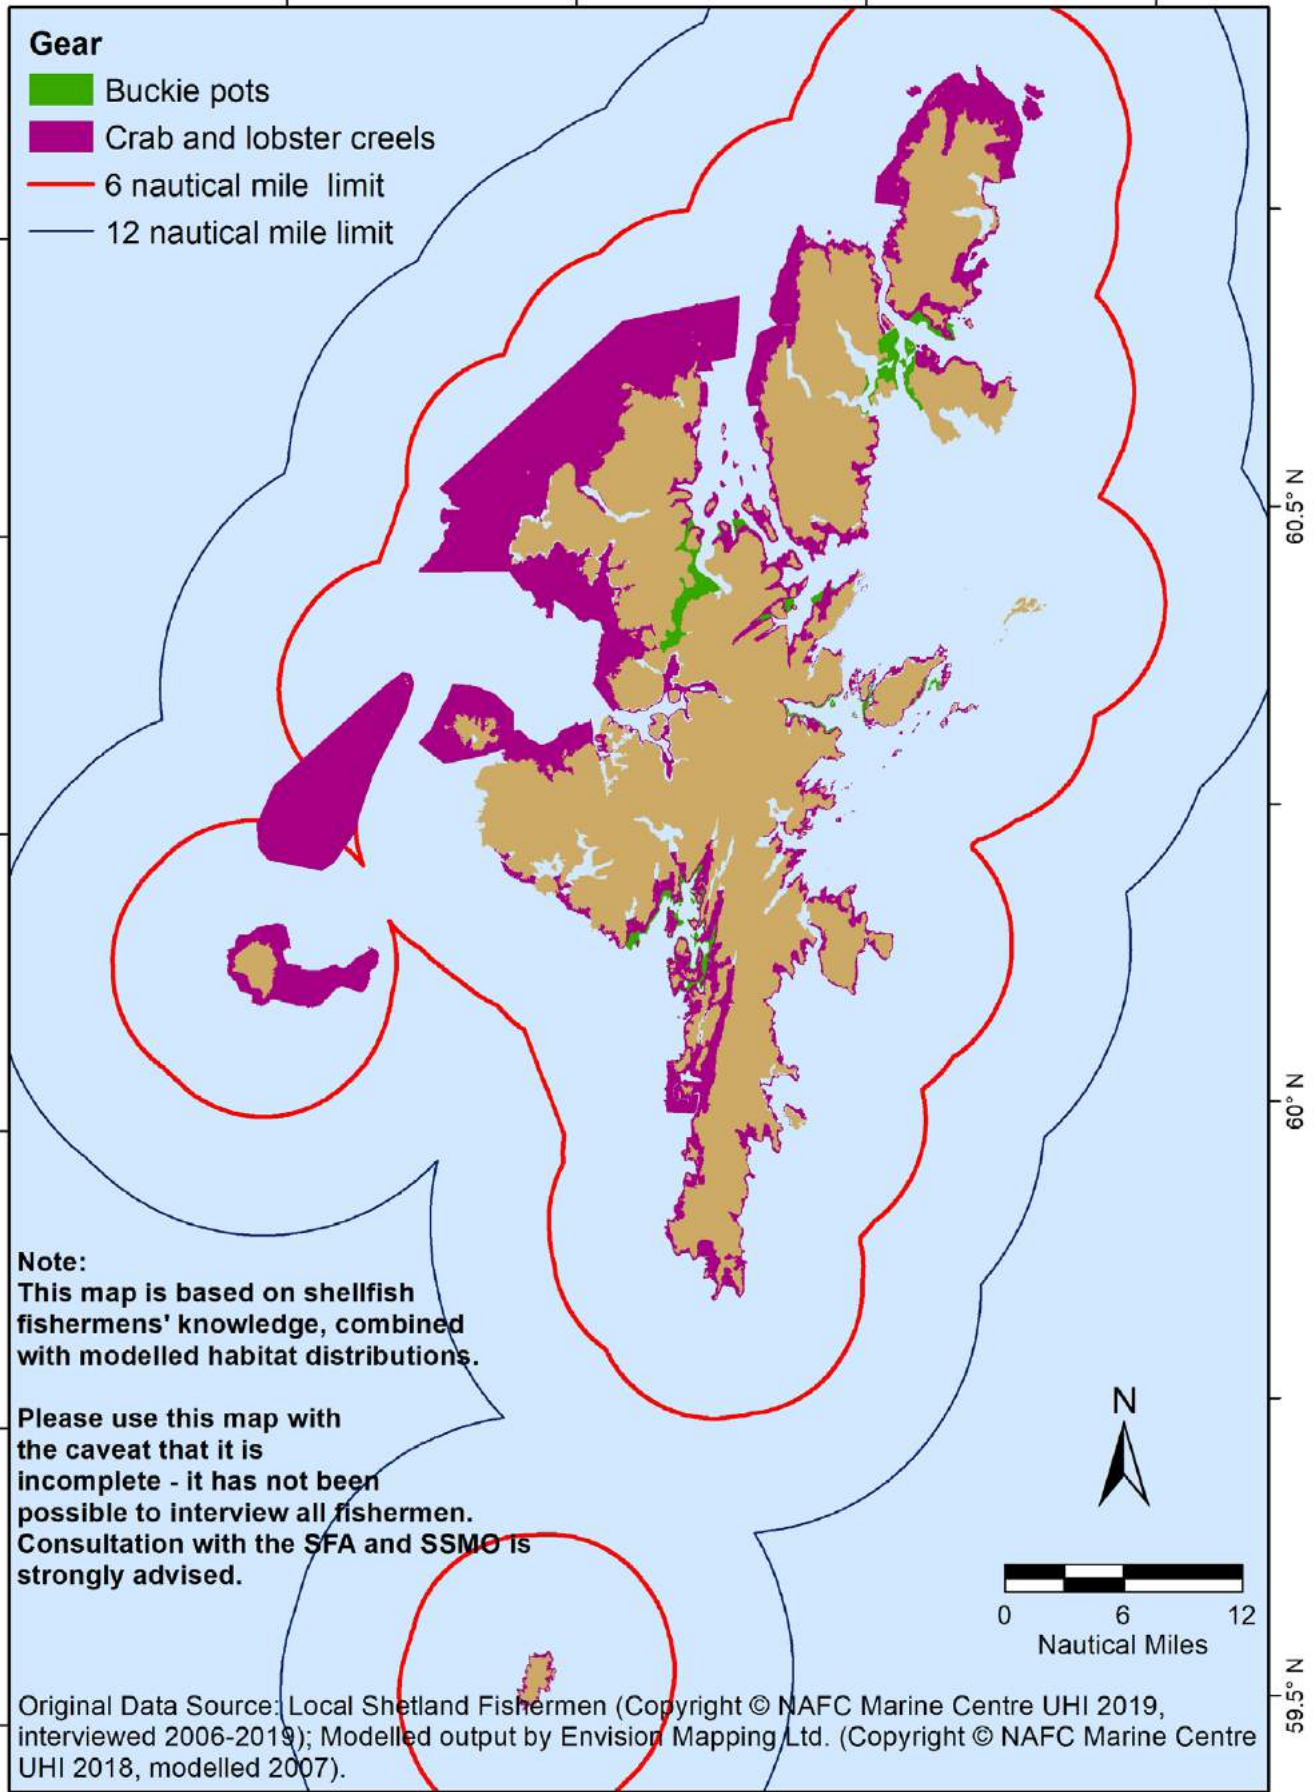 Gear
Buckie pots
Crab and lobster creels
6 nautical mile limit
12 nautical mile limit
60.5° N
60° N
Note:
This map is based on shellfish
fishermens' knowledge, combined
with modelled habitat distributions.
Please use this map with
the caveat that it is
incomplete - it has not been
possible to interview all fishermen.
Consultation with the SFA and SSMO is
strongly advised.
N
0 6 12
Nautical Miles
59.5° N
Original Data Source: Local Shetland Fishermen (Copyright © NAFC Marine Centre UHI 2019,
interviewed 2006-2019); Modelled output by Envision Mapping Ltd. (Copyright © NAFC Marine Centre
UHI 2018, modelled 2007).